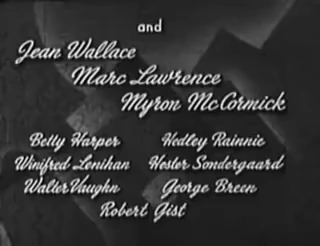 and
Jean Wallace
Marc Lawrence
Myron McCormick
Betty Harper Hedley Rainnie
Winifred Lenihan Hester Sondergaard
Walter Vaughn George Breen
Robert Gist